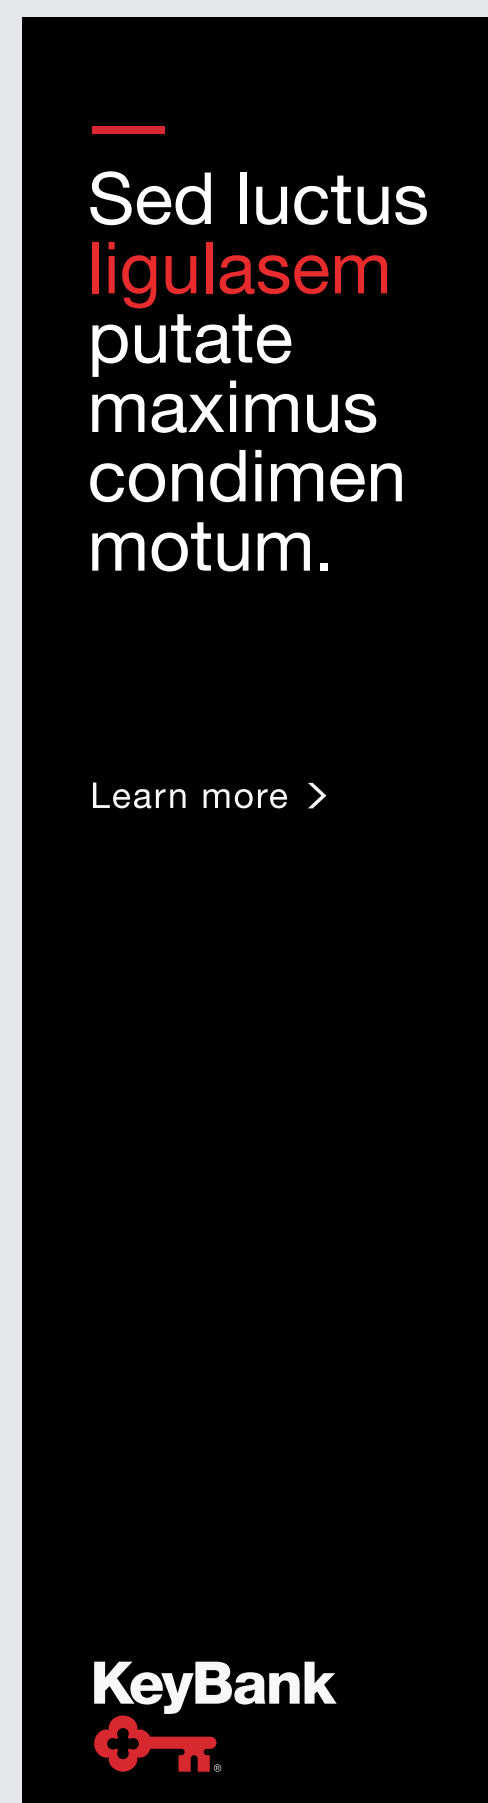 Sed luctus
ligulasem
putate
maximus
condimen
motum.
Learn more >
KeyBank
®